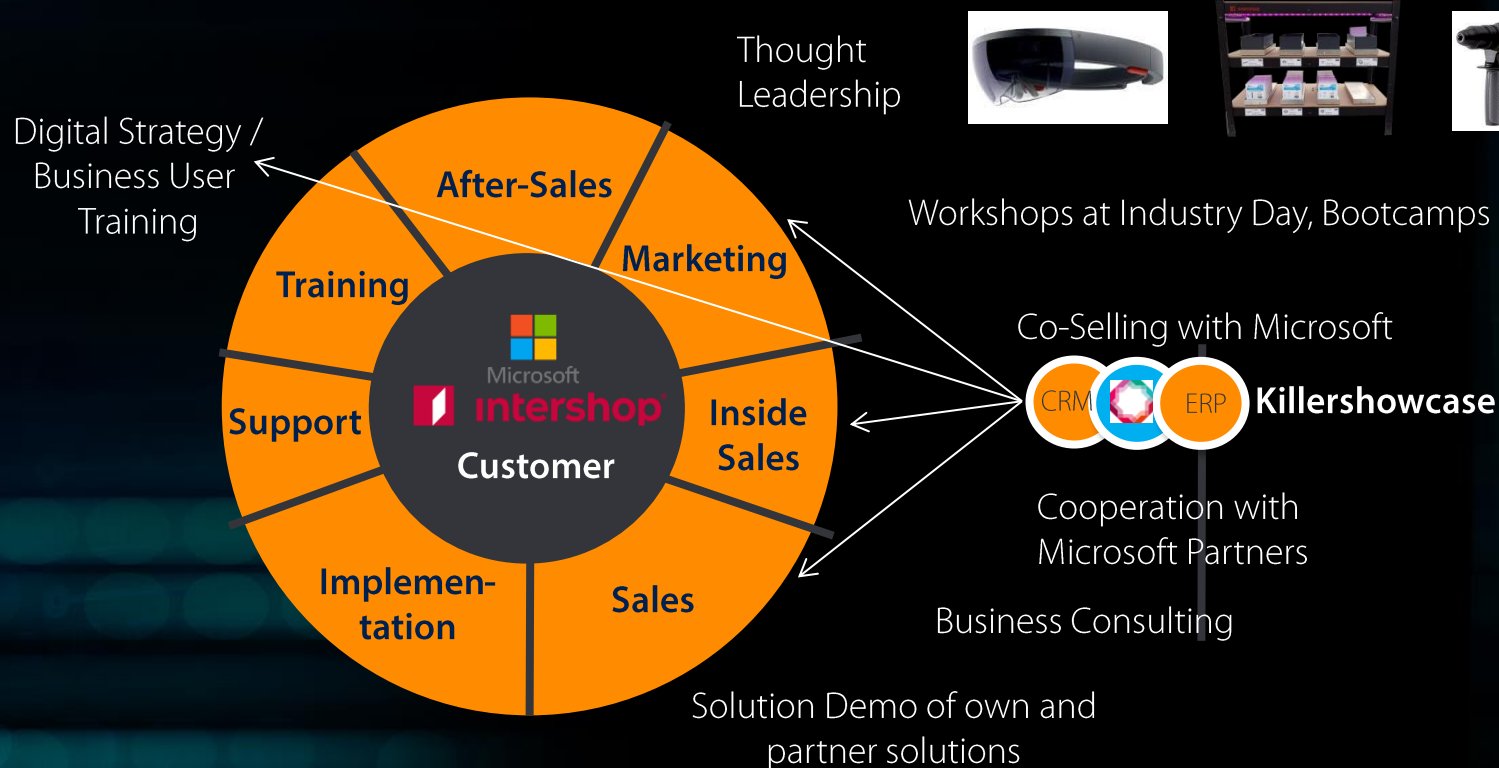 Thought
Leadership
Digital Strategy /
Business User
Training
After-Sales
Workshops at Industry Day, Bootcamps
Marketing
Training
Co-Selling with Microsoft
Microsoft
intershop
Customer
Support
Inside
Sales
CRM
ERP
Killershowcase
Cooperation with
Microsoft Partners
Implemen-
tation
Sales
Business Consulting
Solution Demo of own and
partner solutions